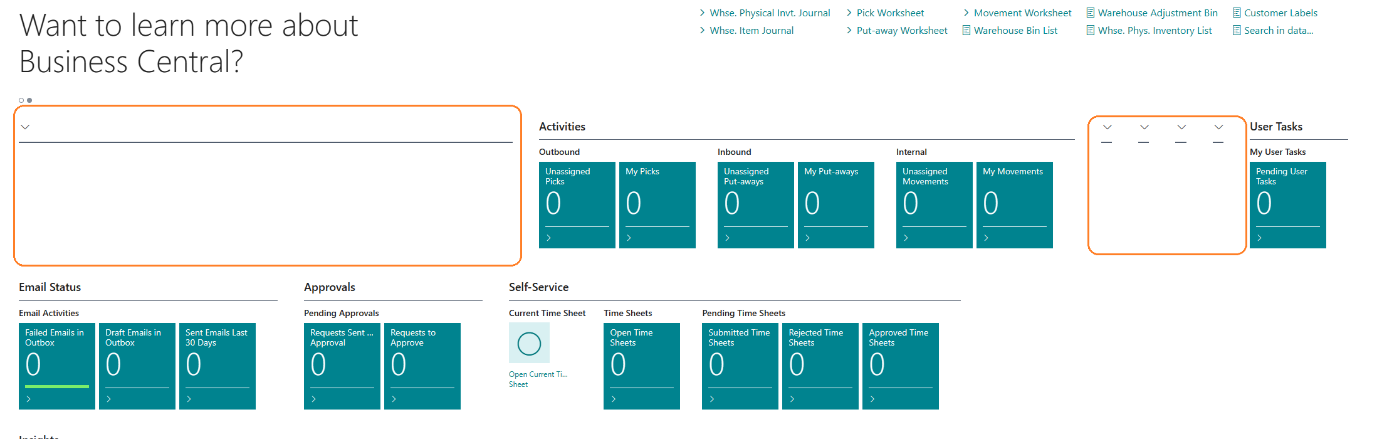 Want to learn more about
Business Central?
Whse. Physical Invt. Journal
Pick Worksheet
Movement Worksheet
Warehouse Adjustment Bin
Customer Labels
Whse. Item Journal
Put-away Worksheet
Warehouse Bin List
Whse. Phys. Inventory List
Search in data...
Activities
User Tasks
Outbound
Inbound
Internal
My User Tasks
Unassigned
Picks
0
My Picks
0
Unassigned
Put-aways
0
My Put-aways
0
Unassigned
Movements
0
My Movements
0
Pending User
Tasks
0
Email Status
Approvals
Self-Service
Email Activities
Pending Approvals
Current Time Sheet
Time Sheets
Pending Time Sheets
Failed Emails in
Outbox
0
Draft Emails in
Outbox
0
Sent Emails Last
30 Days
0
Requests Sent ...
Approval
0
Requests to
Approve
0
Open Current Ti...
Sheet
Open Time
Sheets
0
Submitted Time
Sheets
0
Rejected Time
Sheets
0
Approved Time
Sheets
0
Insights